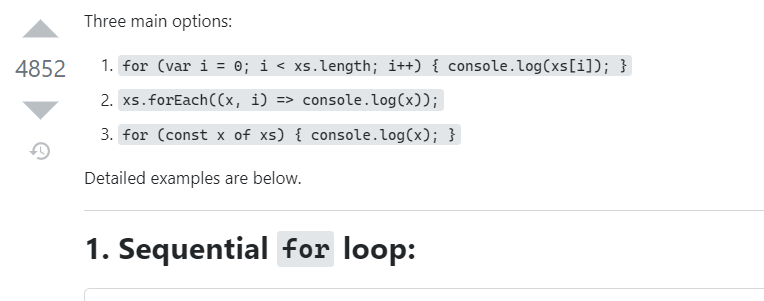 Three main options:
4852
1. for (var i = 0; i < xs.length; i++) { console.log(xs[i]); }
2. xs.forEach((x, i) => console.log(x));
3. for (const x of xs) { console.log(x); }
Detailed examples are below.
1. Sequential for loop: